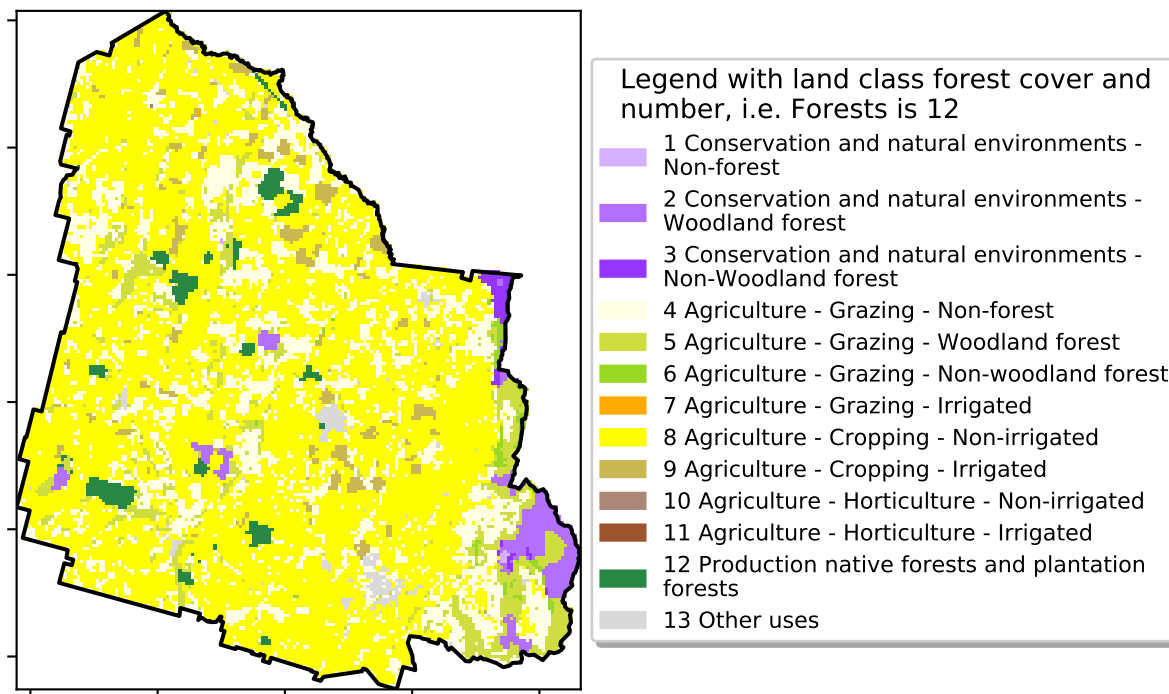 Legend with land class forest cover and
number, i.e. Forests is 12
1 Conservation and natural environments -
Non-forest
2 Conservation and natural environments -
Woodland forest
3 Conservation and natural environments -
Non-Woodland forest
4 Agriculture - Grazing - Non-forest
5 Agriculture - Grazing - Woodland forest
6 Agriculture - Grazing - Non-woodland forest
7 Agriculture - Grazing - Irrigated
8 Agriculture - Cropping - Non-irrigated
9 Agriculture - Cropping - Irrigated
10 Agriculture - Horticulture - Non-irrigated
11 Agriculture - Horticulture - Irrigated
12 Production native forests and plantation
forests
13 Other uses